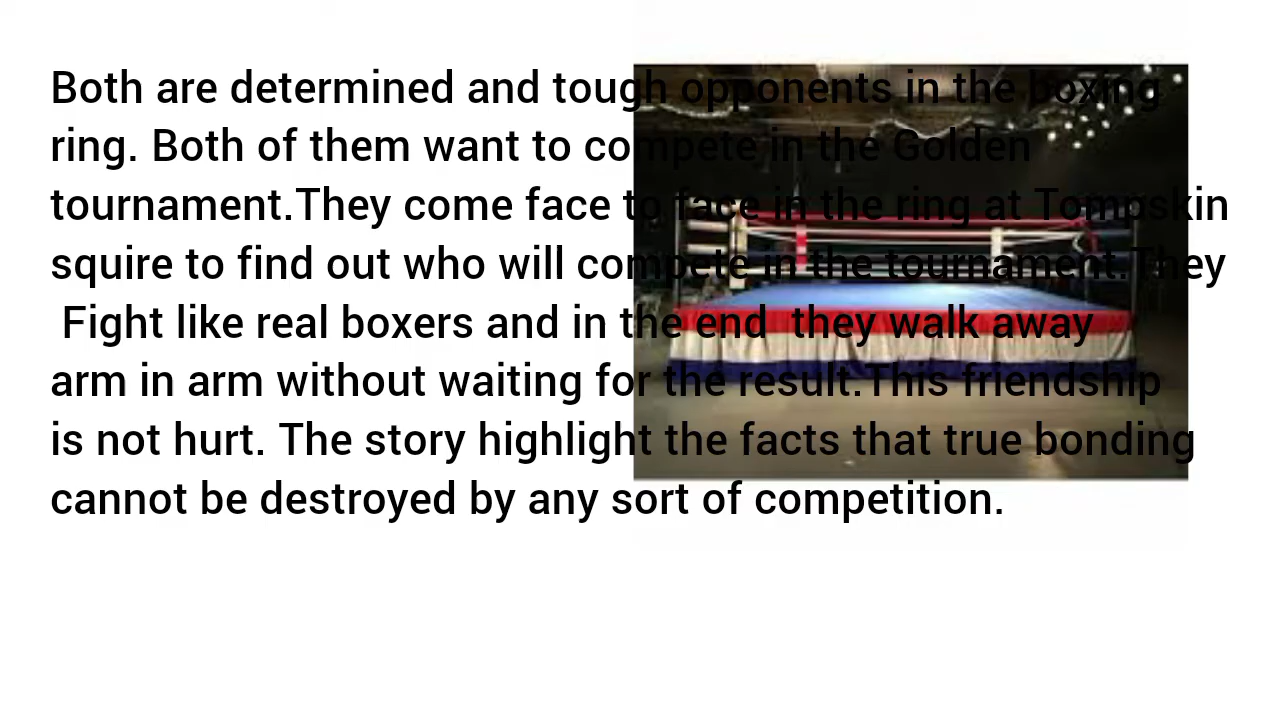 Both are determined and tough opponents in the boxing
ring. Both of them want to compete in the Golden
tournament.They come face to face in the ring at Tompskin
squire to find out who will compete in the tournament.They
Fight like real boxers and in the end they walk away
arm in arm without waiting for the result.This friendship
is not hurt. The story highlight the facts that true bonding
cannot be destroyed by any sort of competition.